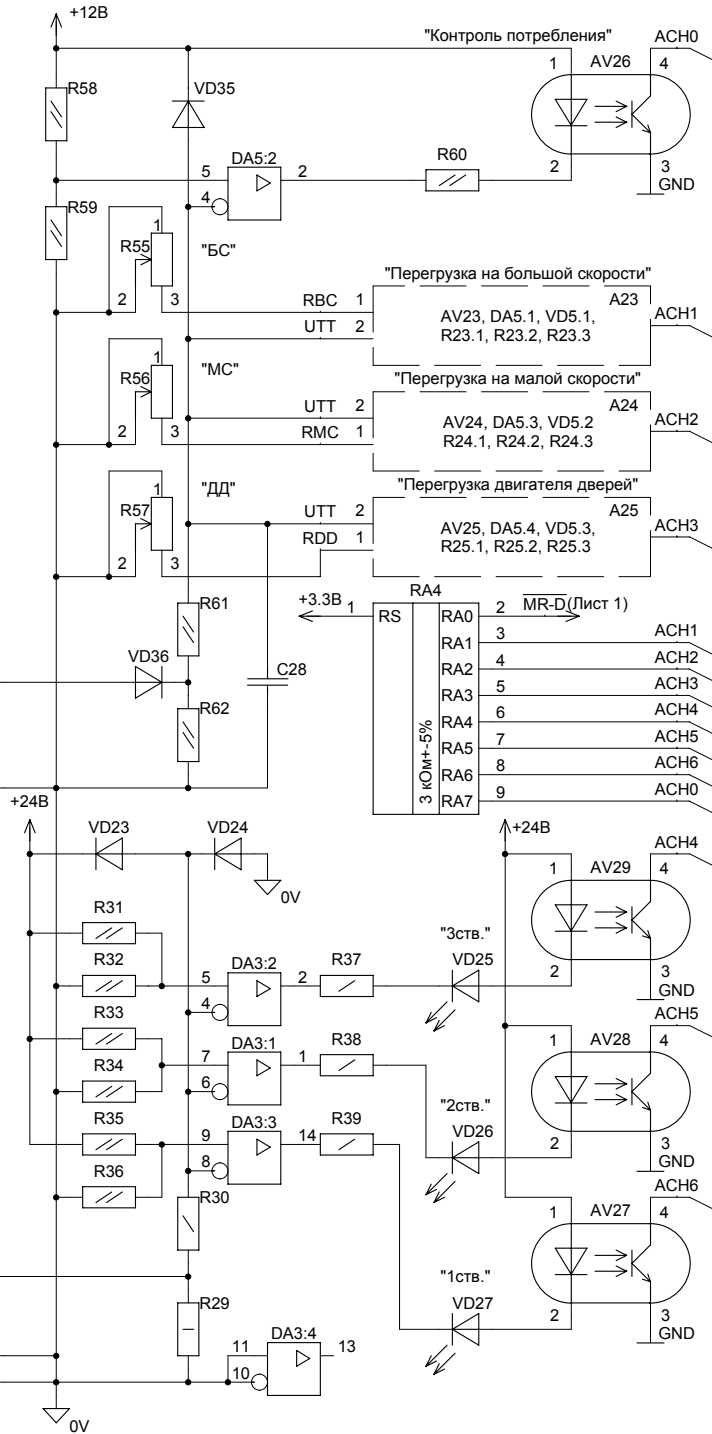 +12В
"Контроль потребления"
ACH0
1
AV26
4
R58
VD35
DA5:2
R60
5
2
2
3
GND
4
R59
1
R55
"БС"
2
3
"Перегрузка на большой скорости"
RBC 1
A23
ACH1
AV23, DA5.1, VD5.1,
R23.1, R23.2, R23.3
UTT 2
1
R56
"МС"
2
3
"Перегрузка на малой скорости"
UTT 2
A24
ACH2
AV24, DA5.3, VD5.2
R24.1, R24.2, R24.3
RMC 1
1
R57
"ДД"
2
3
"Перегрузка двигателя дверей"
UTT 2
A25
ACH3
AV25, DA5.4, VD5.3,
R25.1, R25.2, R25.3
RDD 1
RA4
+3.3В 1
RS
RA0
2
MR-D(Лист 1)
R61
RA1
3
ACH1
VD36
C28
RA2
4
ACH2
RA3
5
ACH3
R62
RA4
6
ACH4
RA5
7
ACH5
RA6
8
ACH6
RA7
9
ACH0
3 кОм+-5%
+24В
VD23
VD24
0V
+24В
ACH4
1
AV29
4
R31
"3ств."
R32
5
DA3:2
2
R37
VD25
2
3
GND
4
R33
ACH5
R34
7
DA3:1
1
R38
1
AV28
4
6
R35
9
DA3:3
14
R39
"2ств."
VD26
2
3
GND
8
R36
R30
ACH6
1
AV27
4
"1ств."
R29
VD27
2
3
GND
DA3:4
11
13
10
0V